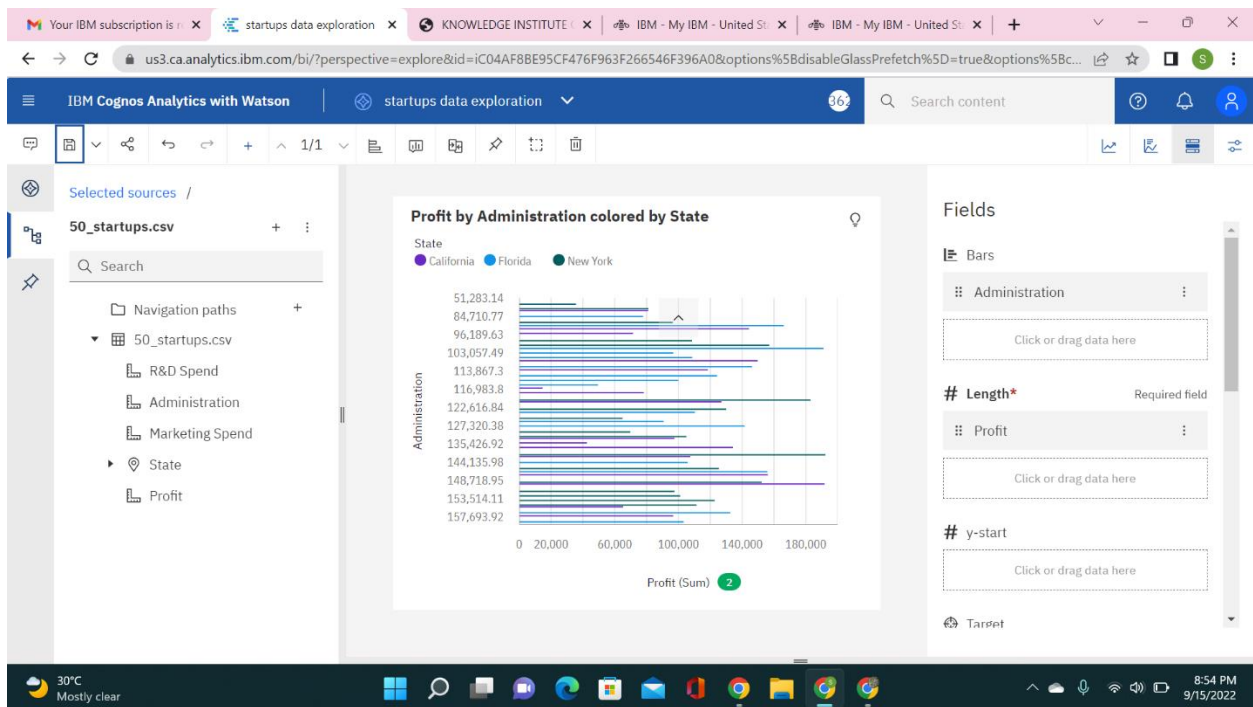 Your IBM subscription is r
startups data exploration
KNOWLEDGE INSTITUTE
IBM - My IBM - United St
IBM - My IBM - United St
us3.ca.analytics.ibm.com/bi/?perspective=explore&id=iC04AF8BE95CF476F963F266546F396A0&options%5BdisableGlassPrefetch%5D=true&options%5Bc...
S
IBM Cognos Analytics with Watson
startups data exploration
362
Search content
1/1
Selected sources /
50_startups.csv
Search
Navigation paths
50_startups.csv
R&D Spend
Administration
Marketing Spend
State
Profit
Profit by Administration colored by State
State
California Florida New York
51,283.14
84,710.77
96,189.63
103,057.49
113,867.3
116,983.8
122,616.84
127,320.38
135,426.92
144,135.98
148,718.95
153,514.11
157,693.92
Administration
0 20,000 60,000 100,000 140,000 180,000
Profit (Sum) 2
Fields
Bars
Administration
Click or drag data here
# Length* Required field
Profit
Click or drag data here
# y-start
Click or drag data here
Target
30°C
Mostly clear
8:54 PM
9/15/2022